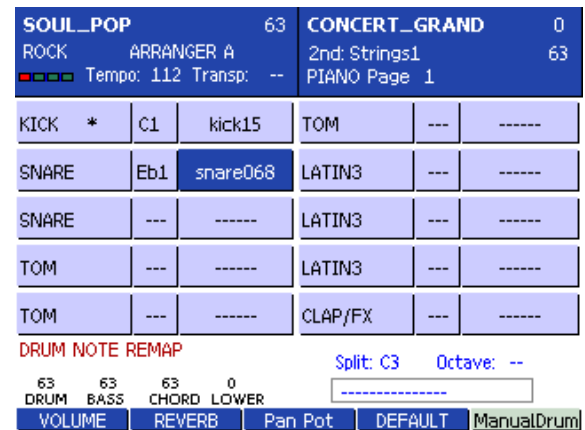 SOUL_POP 63 CONCERT_GRAND 0
ROCK ARRANGER A 2nd: Strings1 63
Tempo: 112 Transp: -- PIANO Page 1
KICK * C1 kick15 TOM --- ------
SNARE Eb1 snare068 LATIN3 --- ------
SNARE --- ------ LATIN3 --- ------
TOM --- ------ LATIN3 --- ------
TOM --- ------ CLAP/FX --- ------
DRUM NOTE REMAP
Split: C3 Octave: --
63 63 63 0
DRUM BASS CHORD LOWER ---------------
VOLUME REVERB Pan Pot DEFAULT ManualDrum